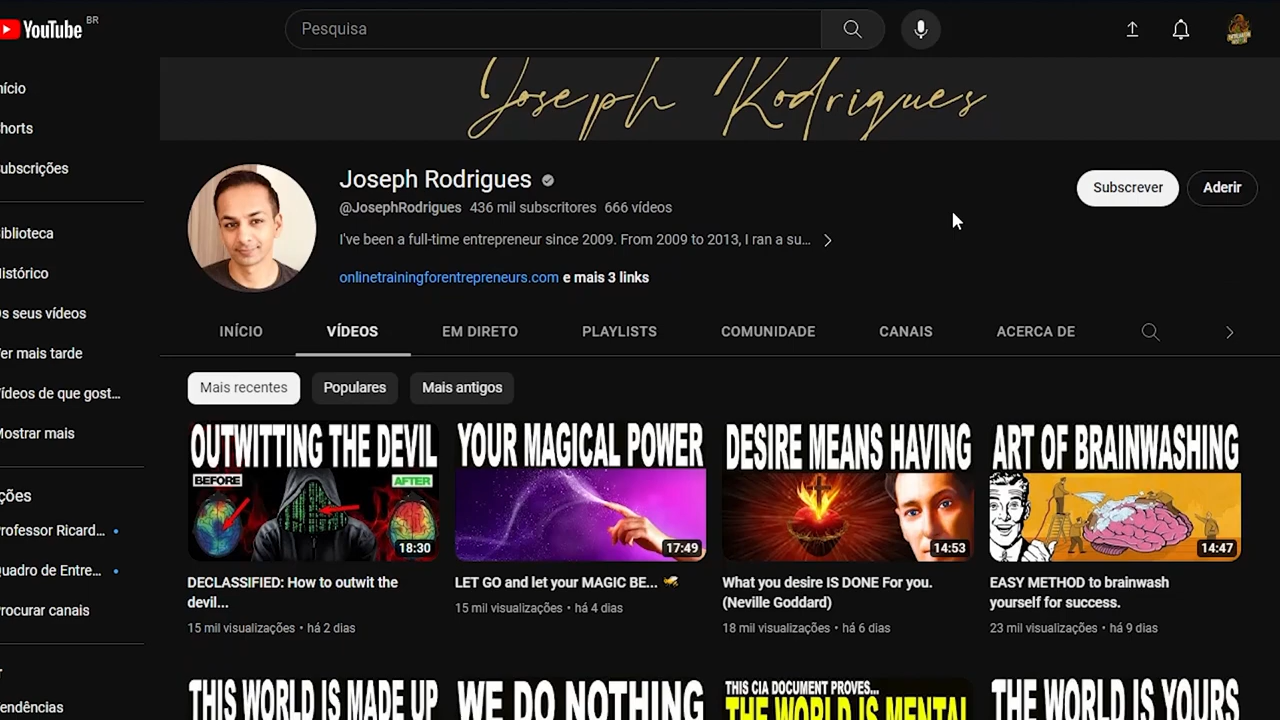 YouTube BR
Pesquisa
nício
horts
ubscrições
iblioteca
istórico
s seus vídeos
er mais tarde
ídeos de que gost...
ostrar mais
ções
rofessor Ricard...
uadro de Entre...
rocurar canais
endências
Joseph Rodrigues
Joseph Rodrigues
@JosephRodrigues 436 mil subscritores 666 vídeos
I've been a full-time entrepreneur since 2009. From 2009 to 2013, I ran a su...
onlinetrainingforentrepreneurs.com e mais 3 links
Subscrever Aderir
INÍCIO VÍDEOS EM DIRETO PLAYLISTS COMUNIDADE CANAIS ACERCA DE
Mais recentes Populares Mais antigos
OUTWITTING THE DEVIL
BEFORE AFTER
18:30
DECLASSIFIED: How to outwit the
devil...
15 mil visualizações • há 2 dias
YOUR MAGICAL POWER
17:49
LET GO and let your MAGIC BE... 🐝
15 mil visualizações • há 4 dias
DESIRE MEANS HAVING
14:53
What you desire IS DONE For you.
(Neville Goddard)
18 mil visualizações • há 6 dias
ART OF BRAINWASHING
14:47
EASY METHOD to brainwash
yourself for success.
23 mil visualizações • há 9 dias
THIS WORLD IS MADE UP
WE DO NOTHING
THIS CIA DOCUMENT PROVES...
THE WORLD IS MENTAL
THE WORLD IS YOURS